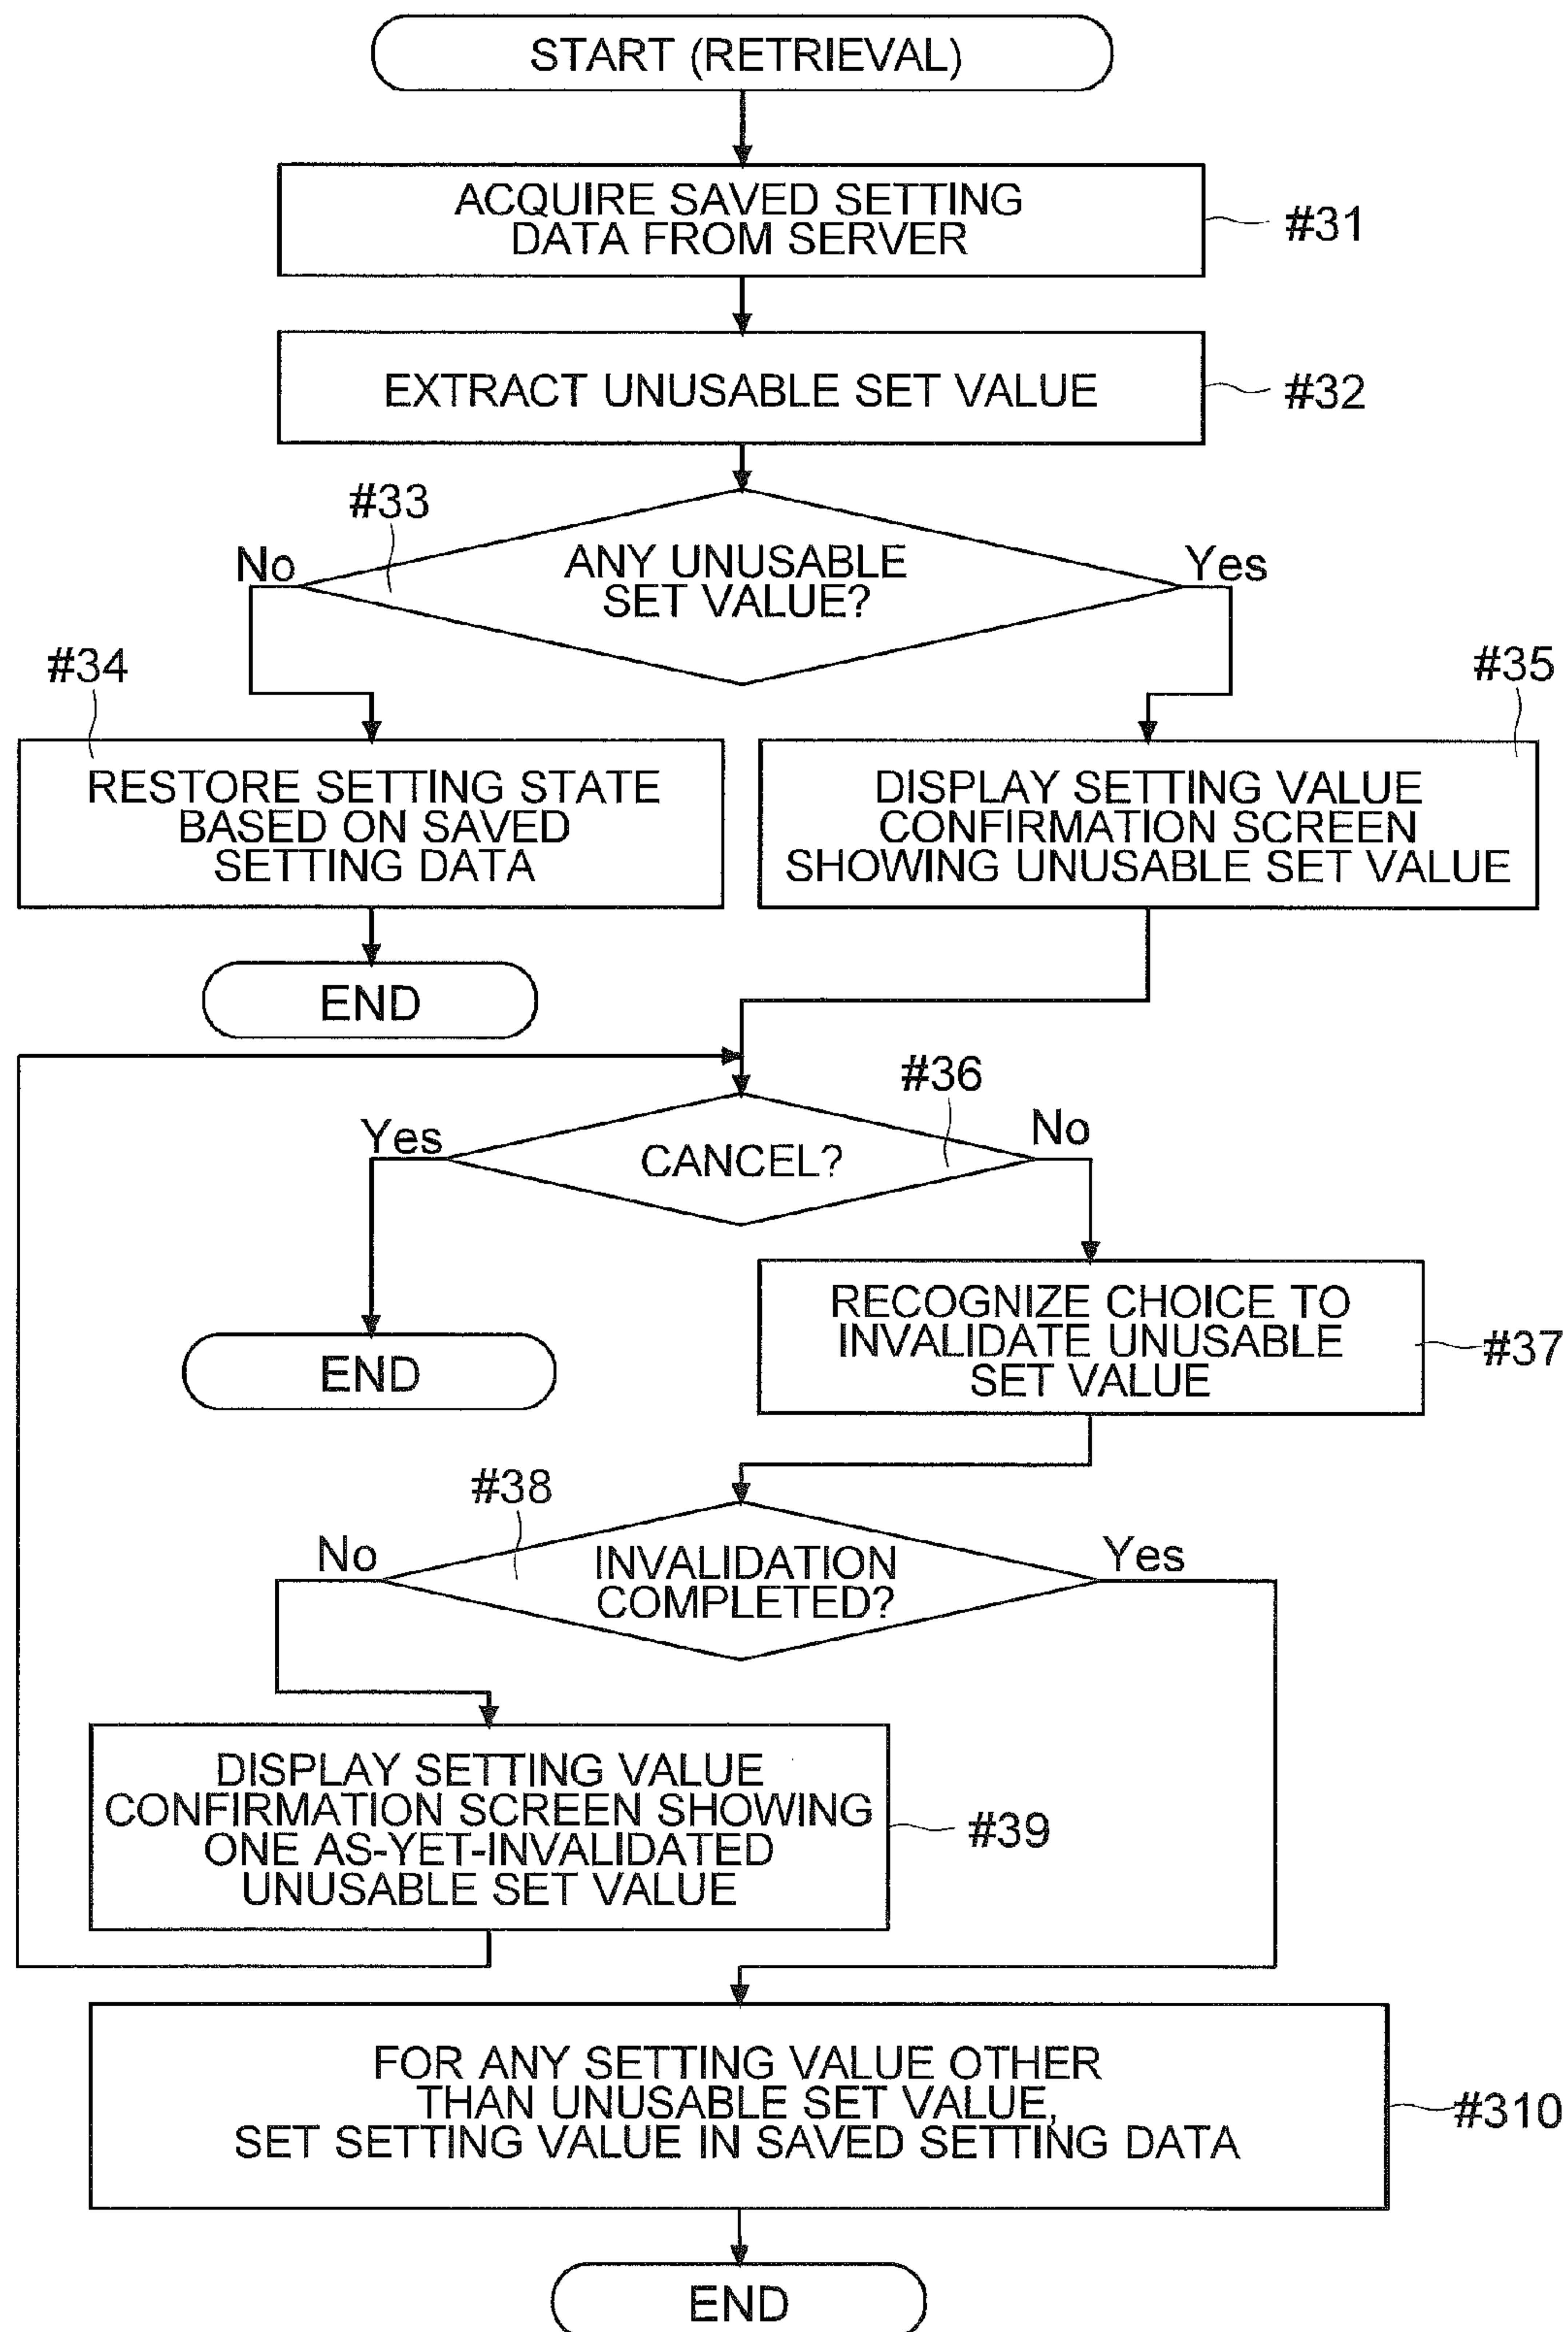 START (RETRIEVAL)
ACQUIRE SAVED SETTING
DATA FROM SERVER
#31
EXTRACT UNUSABLE SET VALUE
#32
#33
No
ANY UNUSABLE
SET VALUE?
Yes
#34
#35
RESTORE SETTING STATE
BASED ON SAVED
SETTING DATA
DISPLAY SETTING VALUE
CONFIRMATION SCREEN
SHOWING UNUSABLE SET VALUE
END
#36
Yes
CANCEL?
No
END
RECOGNIZE CHOICE TO
INVALIDATE UNUSABLE
SET VALUE
#37
#38
No
INVALIDATION
COMPLETED?
Yes
DISPLAY SETTING VALUE
CONFIRMATION SCREEN SHOWING
ONE AS-YET-INVALIDATED
UNUSABLE SET VALUE
#39
FOR ANY SETTING VALUE OTHER
THAN UNUSABLE SET VALUE,
SET SETTING VALUE IN SAVED SETTING DATA
#310
END